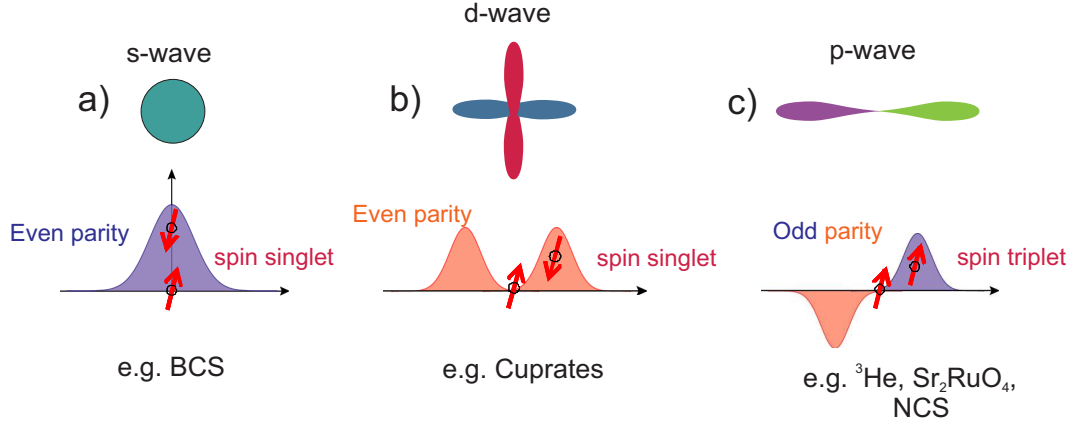 s-wave
d-wave
p-wave
a)
b)
c)
Even parity
spin singlet
Even parity
spin singlet
Odd parity
spin triplet
e.g. BCS
e.g. Cuprates
e.g. ³He, Sr₂RuO₄,
NCS